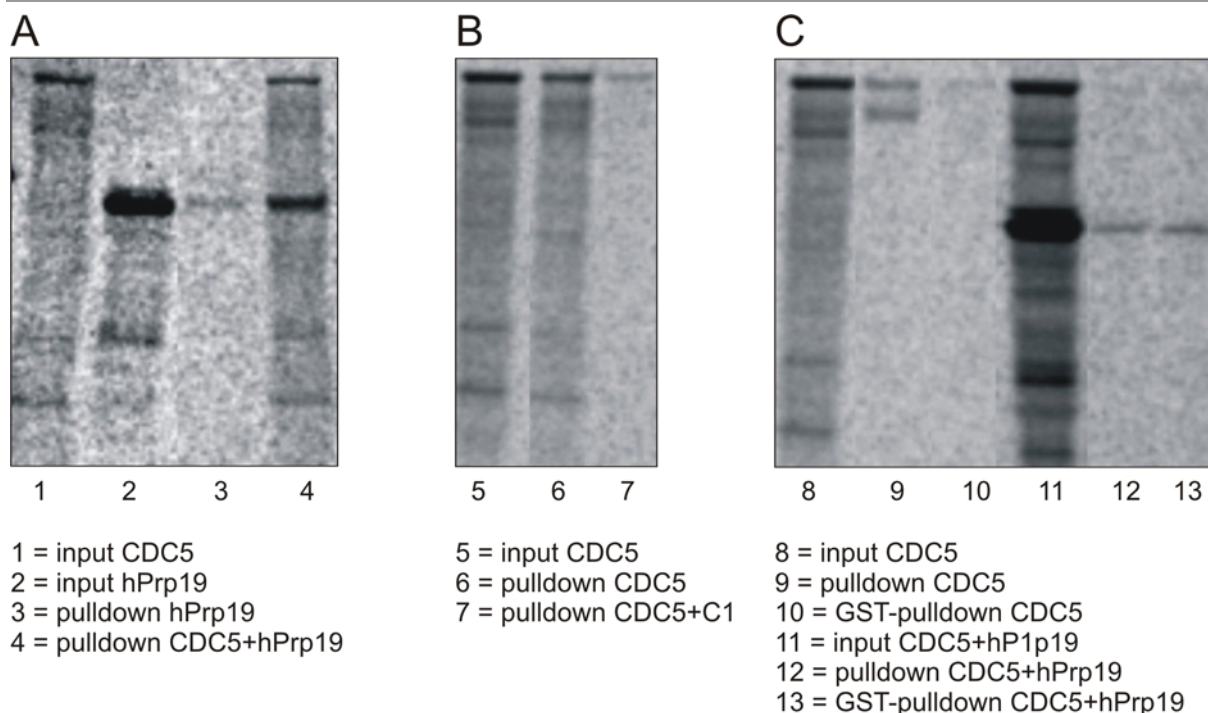 A B C
1 2 3 4 5 6 7 8 9 10 11 12 13
1 = input CDC5
2 = input hPrp19
3 = pulldown hPrp19
4 = pulldown CDC5+hPrp19
5 = input CDC5
6 = pulldown CDC5
7 = pulldown CDC5+C1
8 = input CDC5
9 = pulldown CDC5
10 = GST-pulldown CDC5
11 = input CDC5+hP1p19
12 = pulldown CDC5+hPrp19
13 = GST-pulldown CDC5+hPrp19